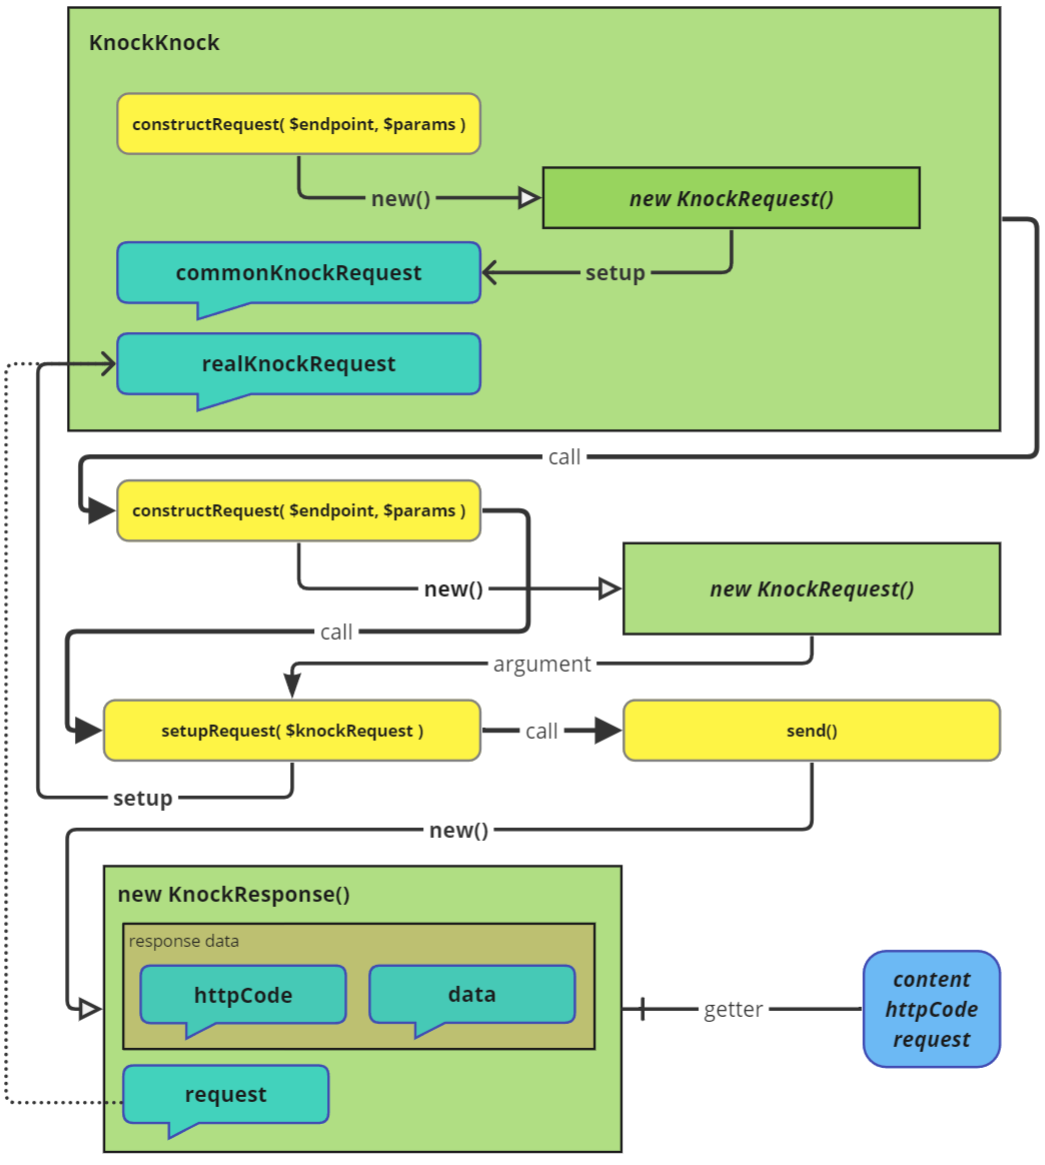 KnockKnock
constructRequest( $endpoint, $params )
new()
new KnockRequest()
commonKnockRequest
setup
realKnockRequest
call
constructRequest( $endpoint, $params )
new()
new KnockRequest()
call
argument
setupRequest( $knockRequest )
call
send()
setup
new()
new KnockResponse()
response data
httpCode
data
getter
content
httpCode
request
request